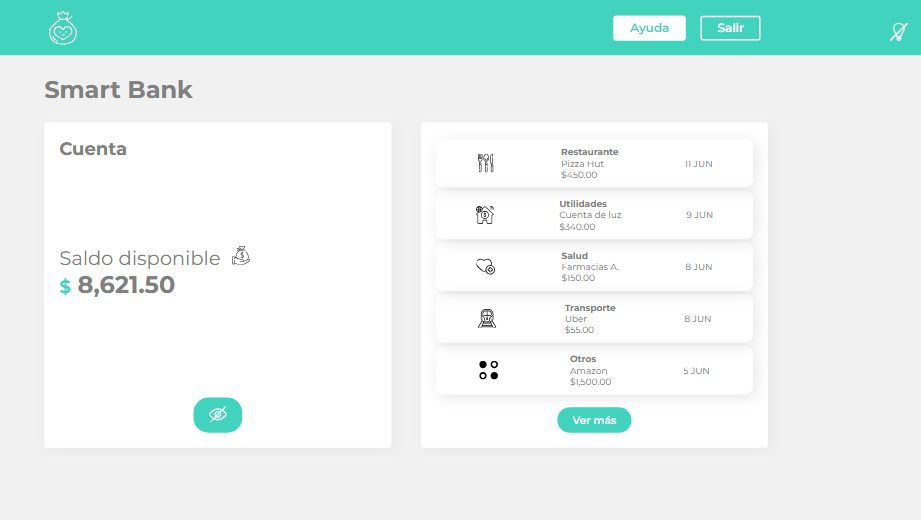 Ayuda
Salir
Smart Bank
Cuenta
Saldo disponible
$ 8,621.50
Restaurante
Pizza Hut
$450.00
11 JUN
Utilidades
Cuenta de luz
$340.00
9 JUN
Salud
Farmacias A.
$150.00
8 JUN
Transporte
Uber
$55.00
8 JUN
Otros
Amazon
$1,500.00
5 JUN
Ver más